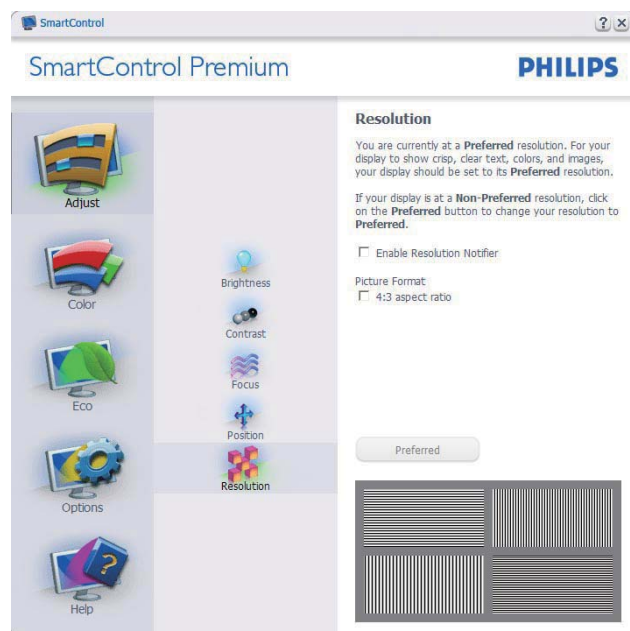 SmartControl
? ×
SmartControl Premium
PHILIPS
Adjust
Color
Eco
Options
?
Help
Brightness
Contrast
Focus
Position
Resolution
Resolution
You are currently at a Preferred resolution. For your
display to show crisp, clear text, colors, and images,
your display should be set to its Preferred resolution.
If your display is at a Non-Preferred resolution, click
on the Preferred button to change your resolution to
Preferred.
Enable Resolution Notifier
Picture Format
4:3 aspect ratio
Preferred